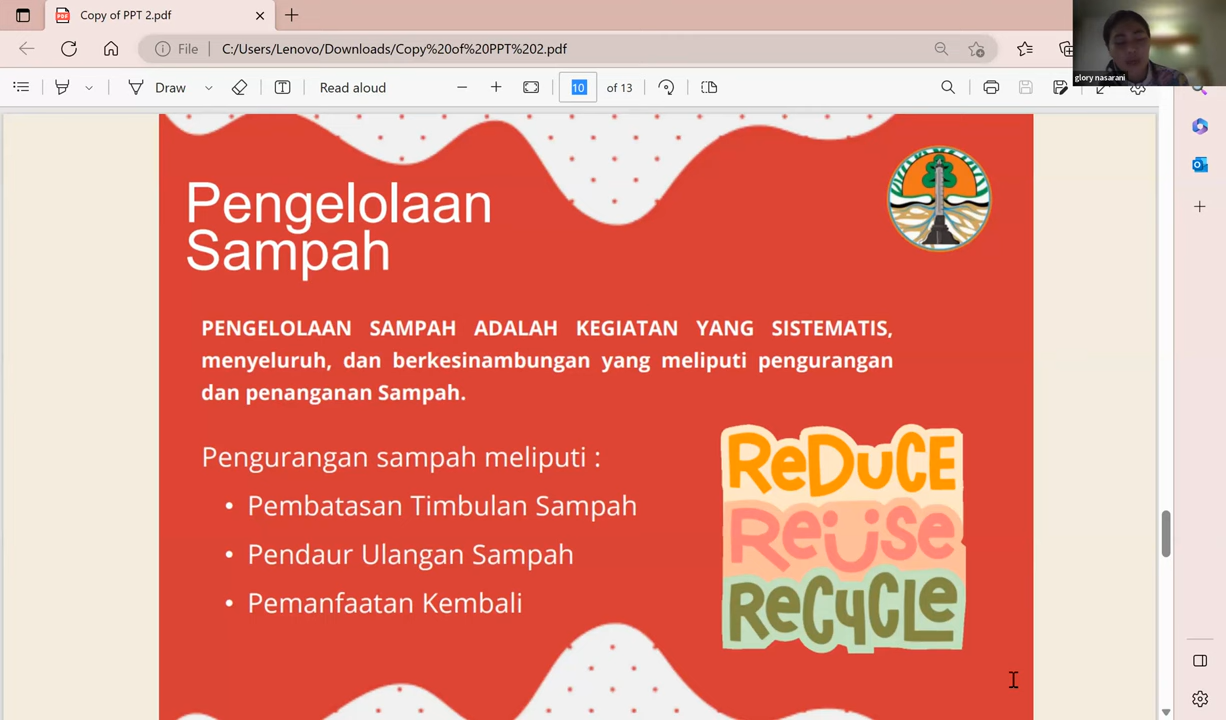 Copy of PPT 2.pdf
File
C:/Users/Lenovo/Downloads/Copy%20of%20PPT%202.pdf
Draw
Read aloud
10 of 13
glory nasarani
Pengelolaan
Sampah
PENGELOLAAN SAMPAH ADALAH KEGIATAN YANG SISTEMATIS,
menyeluruh, dan berkesinambungan yang meliputi pengurangan
dan penanganan Sampah.
Pengurangan sampah meliputi :
• Pembatasan Timbulan Sampah
• Pendaur Ulangan Sampah
• Pemanfaatan Kembali
REDUCE
REUSE
RECYCLE